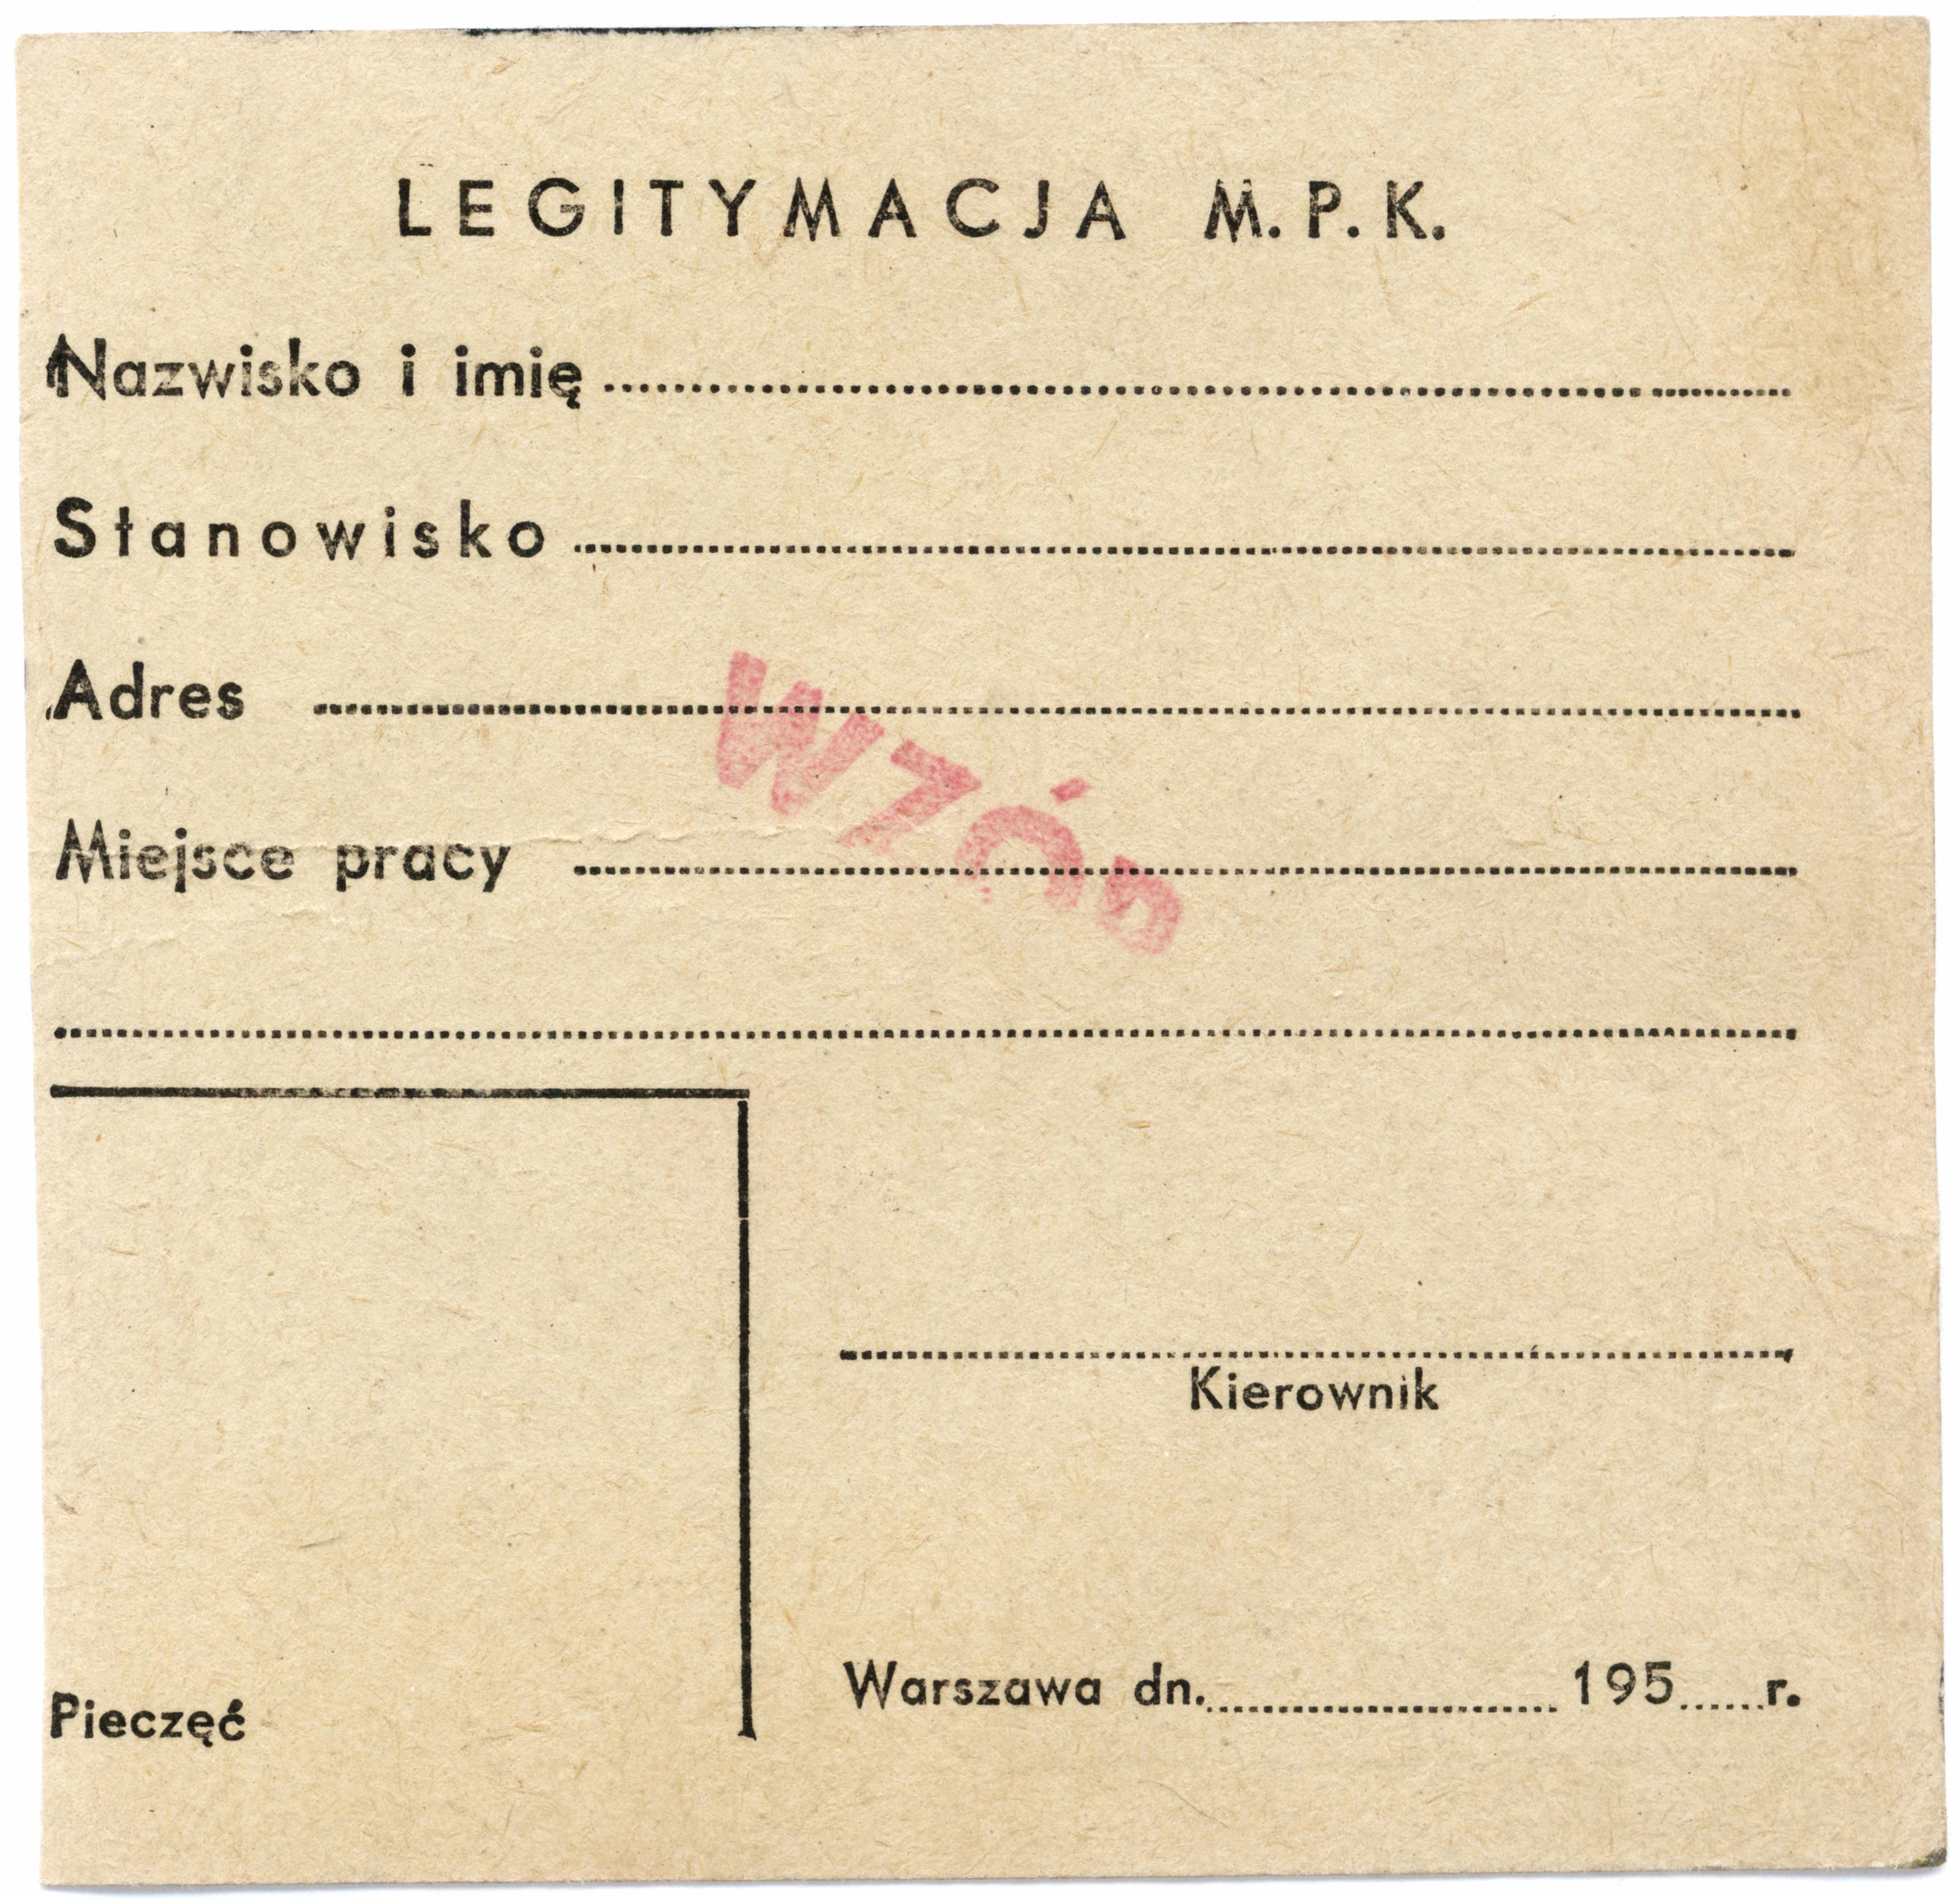 LEGITYMACJA M.P.K.
Nazwisko i imię
Stanowisko
Adres
WZÓR
Miejsce pracy
Kierownik
Warszawa dn. 195 r.
Pieczęć